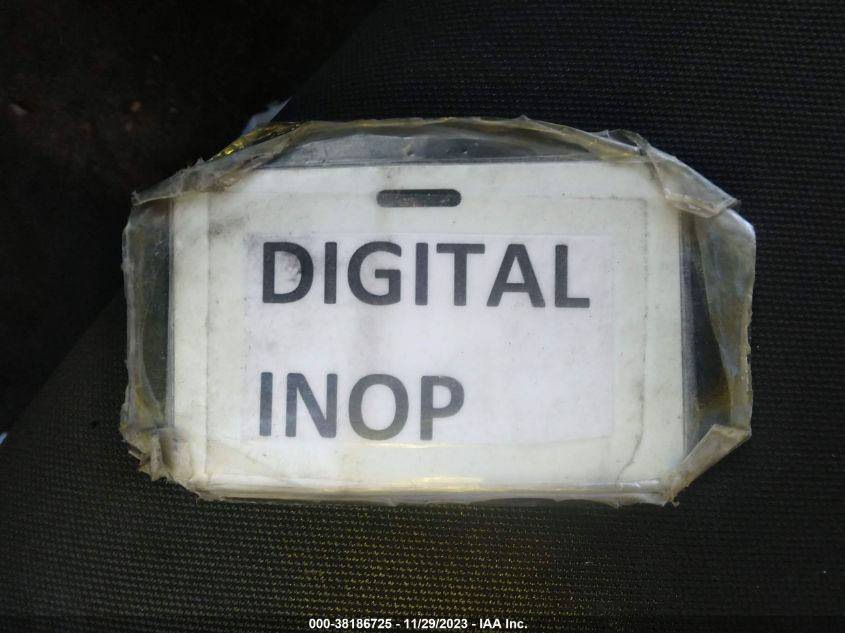 DIGITAL
INOP
000-38186725 - 11/29/2023 - IAA Inc.